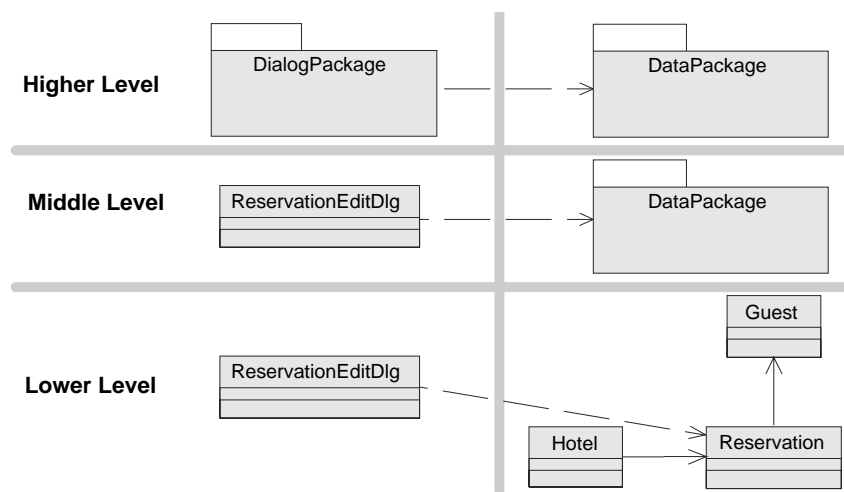 DialogPackage
DataPackage
Higher Level
Middle Level
ReservationEditDlg
DataPackage
Guest
Lower Level
ReservationEditDlg
Hotel
Reservation